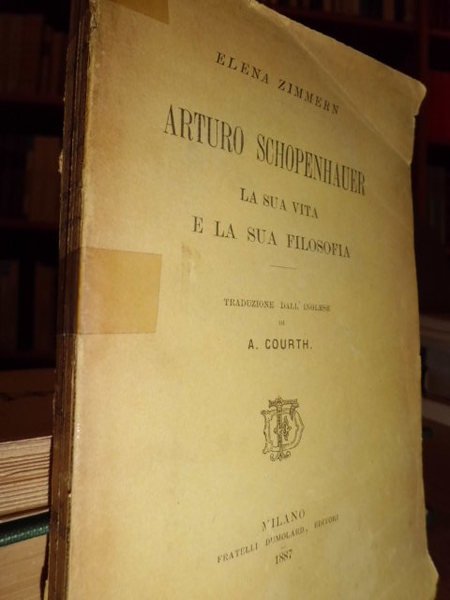 ELENA ZIMMERN
ARTURO SCHOPENHAUER
LA SUA VITA
E LA SUA FILOSOFIA
TRADUZIONE DALL'INGLESE
DI
A. COURTH.
MILANO
FRATELLI DUMOLARD, EDITORI
1887